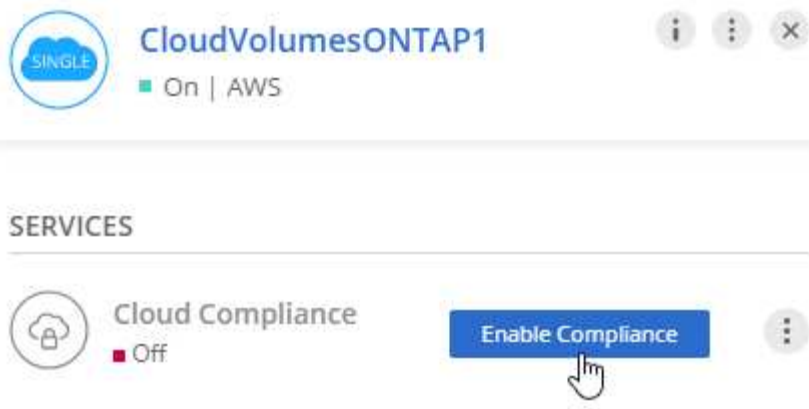 SINGLE
CloudVolumesONTAP1
On | AWS
SERVICES
Cloud Compliance
Off
Enable Compliance